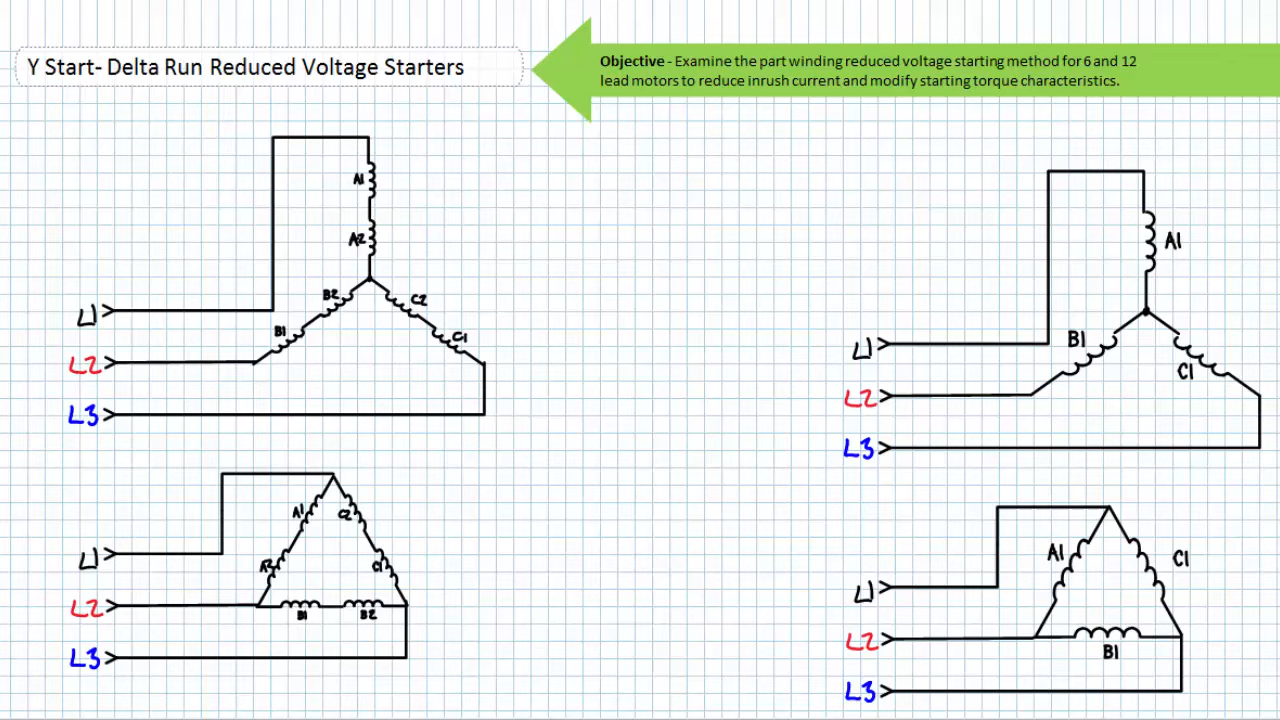 Y Start- Delta Run Reduced Voltage Starters
Objective - Examine the part winding reduced voltage starting method for 6 and 12
lead motors to reduce inrush current and modify starting torque characteristics.
A1
A2
B2
C2
B1
C1
L1
L2
L3
A1
B1
C1
L1
L2
L3
A1
C2
A2
C1
B1
B2
L1
L2
L3
A1
C1
B1
L1
L2
L3